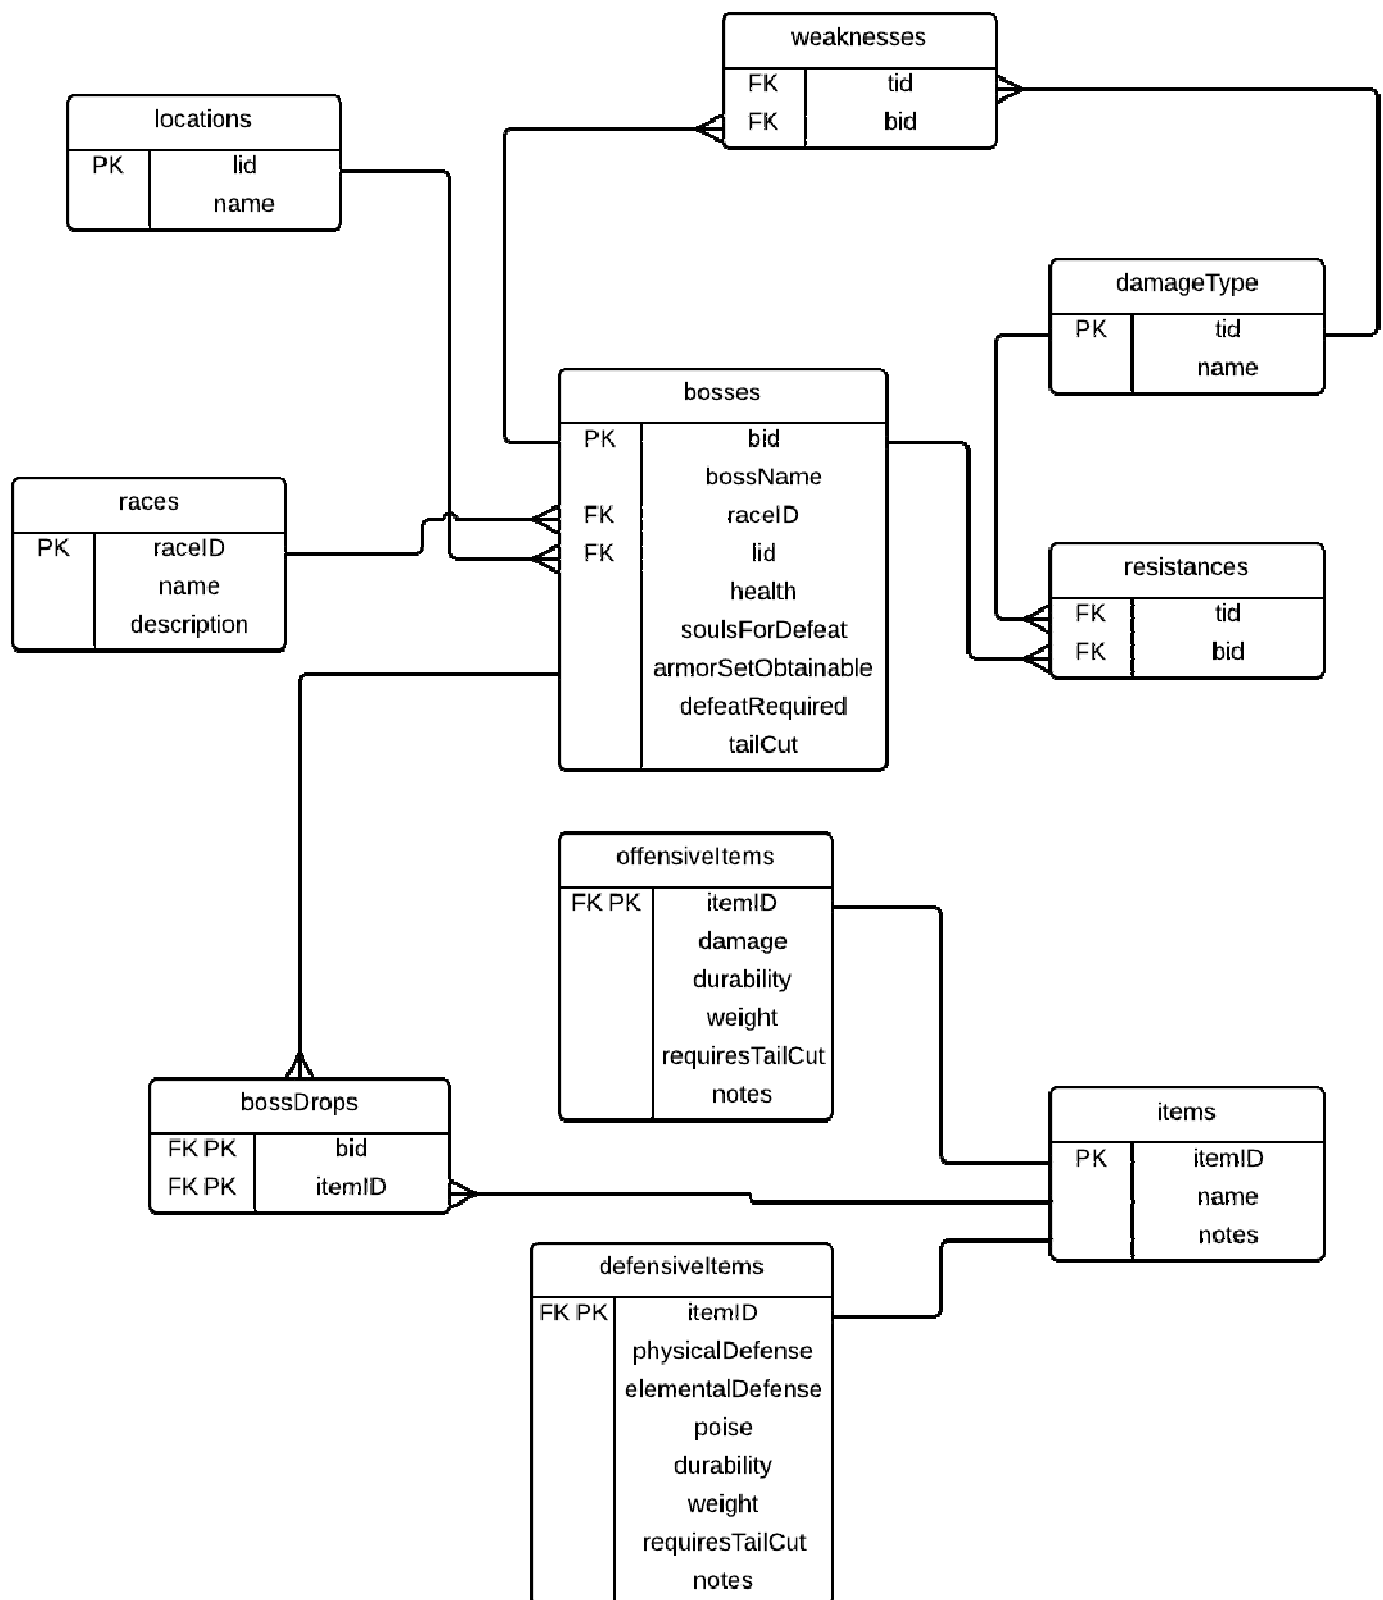 weaknesses
FK tid
FK bid
locations
PK lid
name
damageType
PK tid
name
bosses
PK bid
bossName
FK raceID
FK lid
health
soulsForDefeat
armorSetObtainable
defeatRequired
tailCut
races
PK raceID
name
description
resistances
FK tid
FK bid
offensiveItems
FK PK itemID
damage
durability
weight
requiresTailCut
notes
bossDrops
FK PK bid
FK PK itemID
items
PK itemID
name
notes
defensiveItems
FK PK itemID
physicalDefense
elementalDefense
poise
durability
weight
requiresTailCut
notes